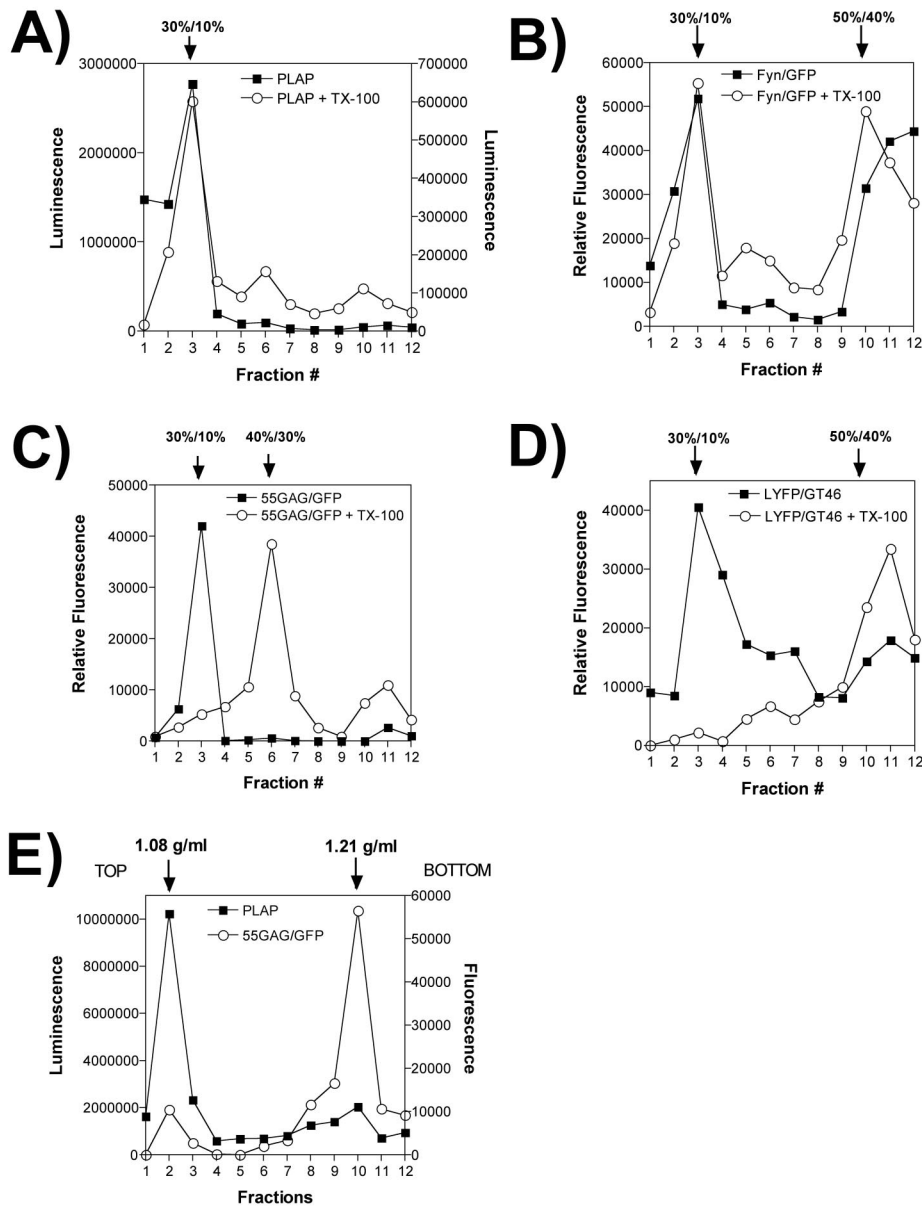 A)
30%/10%
3000000
2000000
1000000
0
700000
600000
500000
400000
300000
200000
100000
0
PLAP
PLAP + TX-100
Luminescence
Luminescence
1 2 3 4 5 6 7 8 9 10 11 12
Fraction #
B)
30%/10%
50%/40%
60000
50000
40000
30000
20000
10000
0
Fyn/GFP
Fyn/GFP + TX-100
Relative Fluorescence
1 2 3 4 5 6 7 8 9 10 11 12
Fraction #
C)
30%/10%
40%/30%
50000
40000
30000
20000
10000
0
55GAG/GFP
55GAG/GFP + TX-100
Relative Fluorescence
1 2 3 4 5 6 7 8 9 10 11 12
Fraction #
D)
30%/10%
50%/40%
40000
30000
20000
10000
0
LYFP/GT46
LYFP/GT46 + TX-100
Relative Fluorescence
1 2 3 4 5 6 7 8 9 10 11 12
Fraction #
E)
1.08 g/ml
1.21 g/ml
TOP
BOTTOM
10000000
8000000
6000000
4000000
2000000
0
60000
50000
40000
30000
20000
10000
0
PLAP
55GAG/GFP
Luminescence
Fluorescence
1 2 3 4 5 6 7 8 9 10 11 12
Fractions